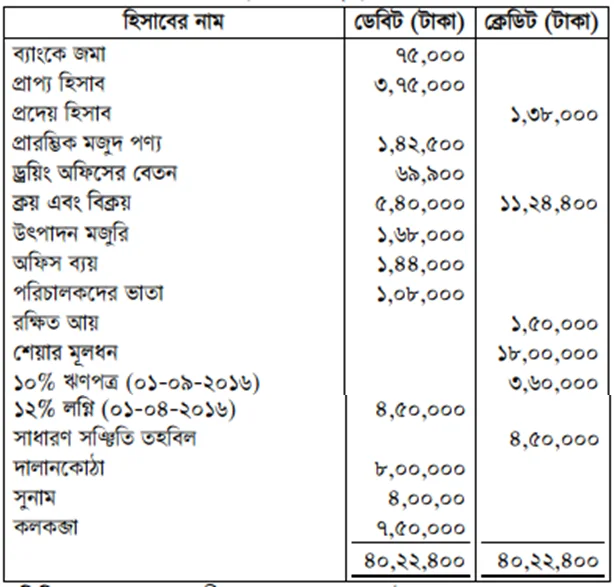 হিসাবের নাম ডেবিট (টাকা) ক্রেডিট (টাকা)
ব্যাংকে জমা ৭৫,০০০
প্রাপ্য হিসাব ৩,৭৫,০০০
প্রদেয় হিসাব ১,৩৮,০০০
প্রারম্ভিক মজুদ পণ্য ১,৪২,৫০০
ড্রয়িং অফিসের বেতন ৬৯,৯০০
ক্রয় এবং বিক্রয় ৫,৪০,০০০ ১১,২৪,৪০০
উৎপাদন মজুরি ১,৬৮,০০০
অফিস ব্যয় ১,৪৪,০০০
পরিচালকদের ভাতা ১,০৮,০০০
রক্ষিত আয় ১,৫০,০০০
শেয়ার মূলধন ১৮,০০,০০০
১০% ঋণপত্র (০১-০৯-২০১৬) ৩,৬০,০০০
১২% লগ্নি (০১-০৪-২০১৬) ৪,৫০,০০০
সাধারণ সঞ্চিতি তহবিল ৪,৫০,০০০
দালানকোঠা ৮,০০,০০০
সুনাম ৪,০০,০০
কলকব্জা ৭,৫০,০০০
৪০,২২,৪০০ ৪০,২২,৪০০